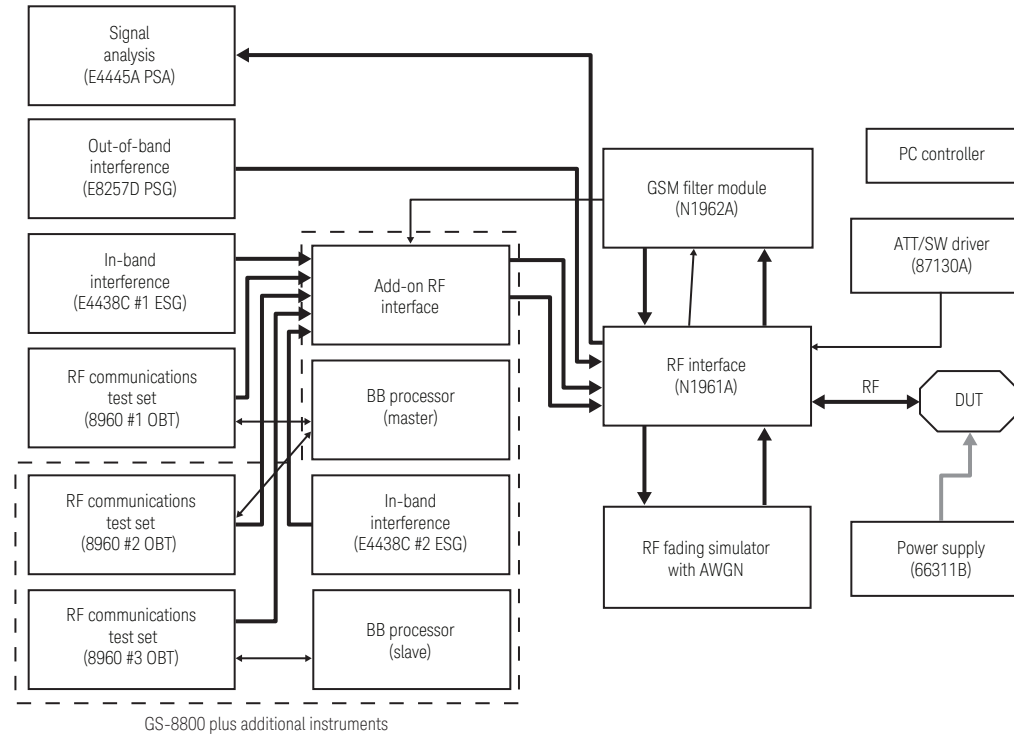 Signal
analysis
(E4445A PSA)
Out-of-band
interference
(E8257D PSG)
In-band
interference
(E4438C #1 ESG)
RF communications
test set
(8960 #1 OBT)
RF communications
test set
(8960 #2 OBT)
RF communications
test set
(8960 #3 OBT)
Add-on RF
interface
BB processor
(master)
In-band
interference
(E4438C #2 ESG)
BB processor
(slave)
GSM filter module
(N1962A)
RF interface
(N1961A)
RF fading simulator
with AWGN
PC controller
ATT/SW driver
(87130A)
RF
DUT
Power supply
(66311B)
GS-8800 plus additional instruments